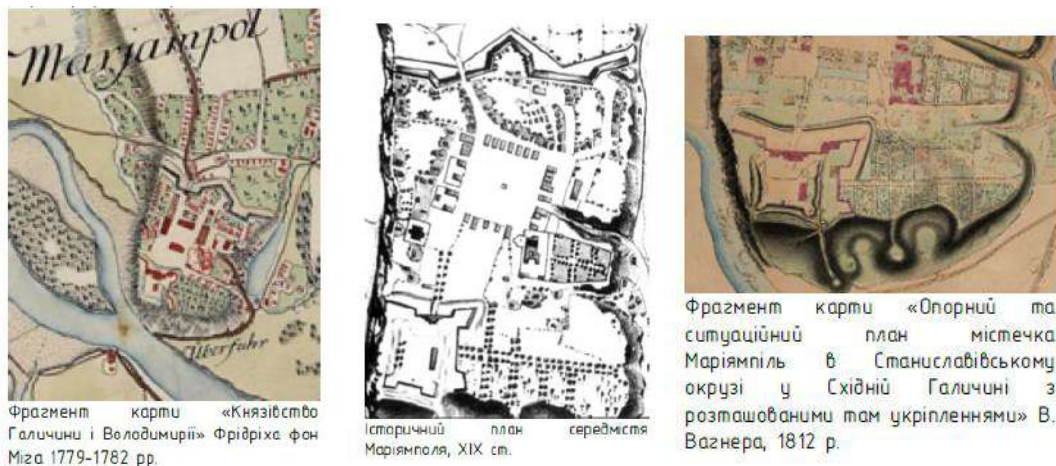 Marjampol
Uberfuhr
Фрагмент карти «Князівство
Галичини і Володимирії» Фрідріха фон
Міга 1779-1782 рр.
Історичний план середмістя
Маріямполя, XIX ст.
Фрагмент карти «Опорний та
ситуаційний план містечка
Маріямпіль в Станиславівському
окрузі у Східній Галичині з
розташованими там укріпленнями» В.
Вагнера, 1812 р.